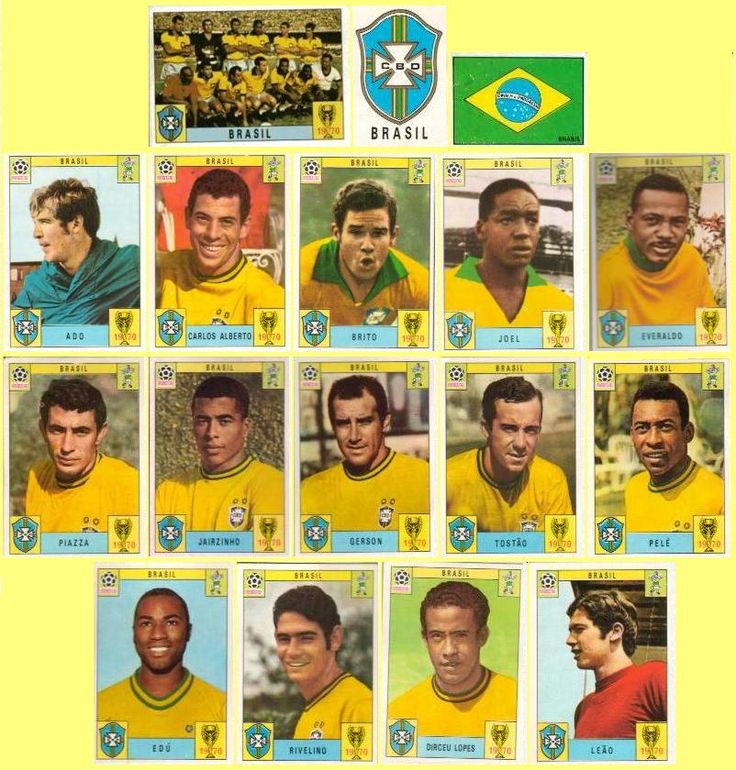 BRASIL
1970
CBD
BRASIL
BRASIL
BRASIL
ADO
1970
BRASIL
CARLOS ALBERTO
1970
BRASIL
BRITO
1970
BRASIL
JOEL
1970
BRASIL
EVERALDO
1970
BRASIL
PIAZZA
1970
BRASIL
JAIRZINHO
1970
BRASIL
GERSON
1970
BRASIL
TOSTÃO
1970
BRASIL
PELÉ
1970
BRASIL
EDÚ
1970
BRASIL
RIVELINO
1970
BRASIL
DIRCEU LOPES
1970
BRASIL
LEÃO
1970